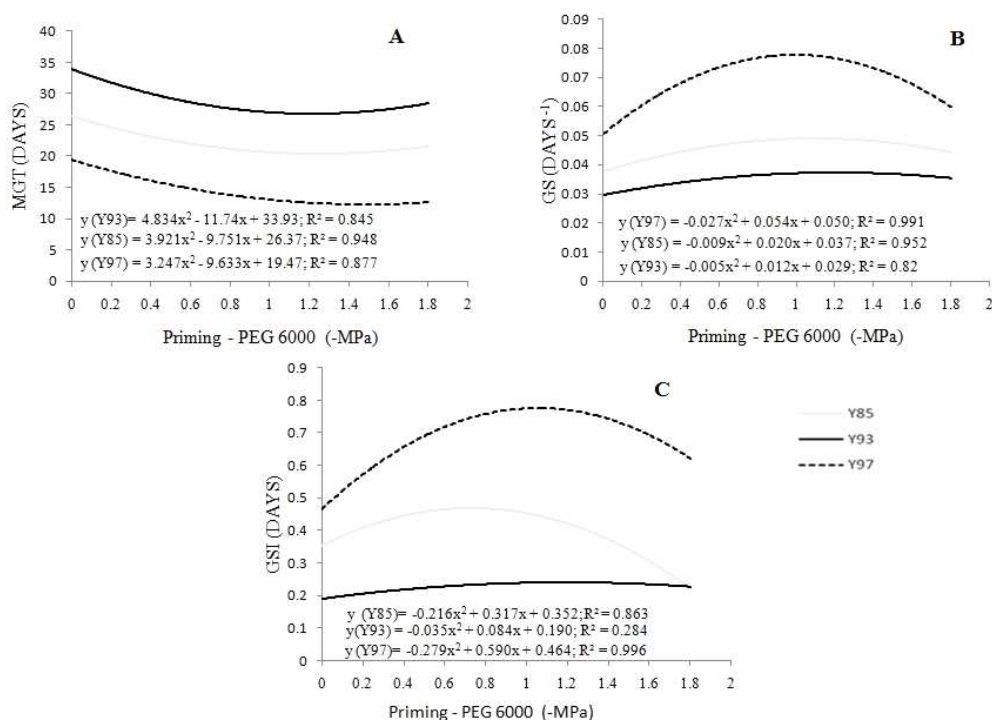 A
MGT (DAYS)
40
35
30
25
20
15
10
5
0
y (Y93)= 4.834x² - 11.74x + 33.93; R² = 0.845
y (Y85)= 3.921x² - 9.751x + 26.37; R² = 0.948
y (Y97)= 3.247x² - 9.633x + 19.47; R² = 0.877
0 0.2 0.4 0.6 0.8 1 1.2 1.4 1.6 1.8 2
Priming - PEG 6000 (-MPa)
B
GS (DAYS⁻¹)
0.09
0.08
0.07
0.06
0.05
0.04
0.03
0.02
0.01
0
y (Y97)= -0.027x² + 0.054x + 0.050; R² = 0.991
y (Y85)= -0.009x² + 0.020x + 0.037; R² = 0.952
y (Y93)= -0.005x² + 0.012x + 0.029; R² = 0.82
0 0.2 0.4 0.6 0.8 1 1.2 1.4 1.6 1.8 2
Priming - PEG 6000 (-MPa)
C
GSI (DAYS)
0.9
0.8
0.7
0.6
0.5
0.4
0.3
0.2
0.1
0
y (Y85)= -0.216x² + 0.317x + 0.352; R² = 0.863
y(Y93) = -0.035x² + 0.084x + 0.190; R² = 0.284
y (Y97)= -0.279x² + 0.590x + 0.464; R² = 0.996
0 0.2 0.4 0.6 0.8 1 1.2 1.4 1.6 1.8 2
Priming - PEG 6000 (-MPa)
Y85
Y93
Y97